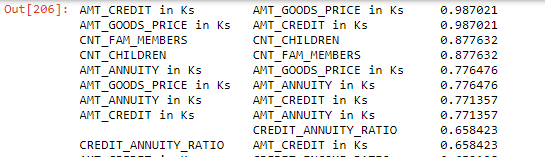 Out[206]: AMT_CREDIT in Ks AMT_GOODS_PRICE in Ks 0.987021
AMT_GOODS_PRICE in Ks AMT_CREDIT in Ks 0.987021
CNT_FAM_MEMBERS CNT_CHILDREN 0.877632
CNT_CHILDREN CNT_FAM_MEMBERS 0.877632
AMT_ANNUITY in Ks AMT_GOODS_PRICE in Ks 0.776476
AMT_GOODS_PRICE in Ks AMT_ANNUITY in Ks 0.776476
AMT_ANNUITY in Ks AMT_CREDIT in Ks 0.771357
AMT_CREDIT in Ks AMT_ANNUITY in Ks 0.771357
CREDIT_ANNUITY_RATIO 0.658423
CREDIT_ANNUITY_RATIO AMT_CREDIT in Ks 0.658423